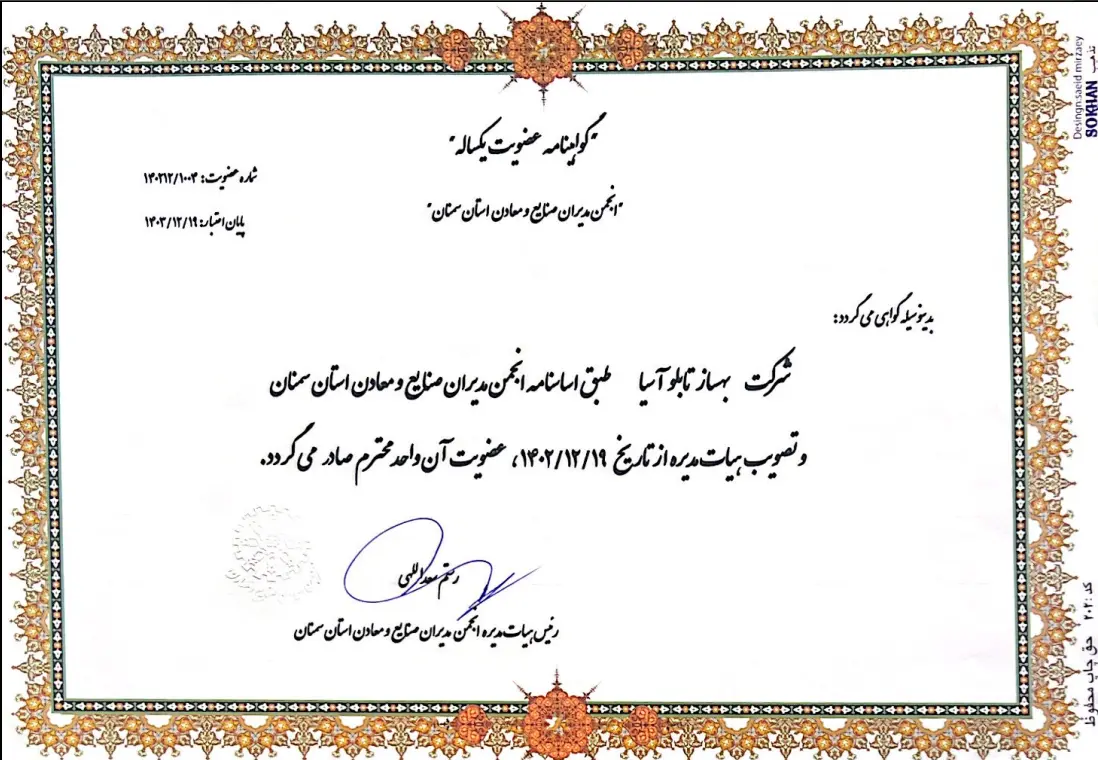 "گواهینامه عضویت یکساله"
"انجمن مدیران صنایع و معادن استان سمنان"
شماره عضویت: ۱۴۰۲۱۲/۱۰۰۴
پایان اعتبار: ۱۴۰۳/۱۲/۱۹
بدینوسیله گواهی می گردد:
شرکت بهساز تابلو آسیا طبق اساسنامه انجمن مدیران صنایع و معادن استان سمنان
و تصویب هیات مدیره از تاریخ ۱۴۰۲/۱۲/۱۹، عضویت آن واحد محترم صادر می گردد.
رستم سعداللهی
رئیس هیات مدیره انجمن مدیران صنایع و معادن استان سمنان
تذهیب
Desingn:saeid mirzaey
SOKHAN
کد : ۲۰۲ حق چاپ محفوظ